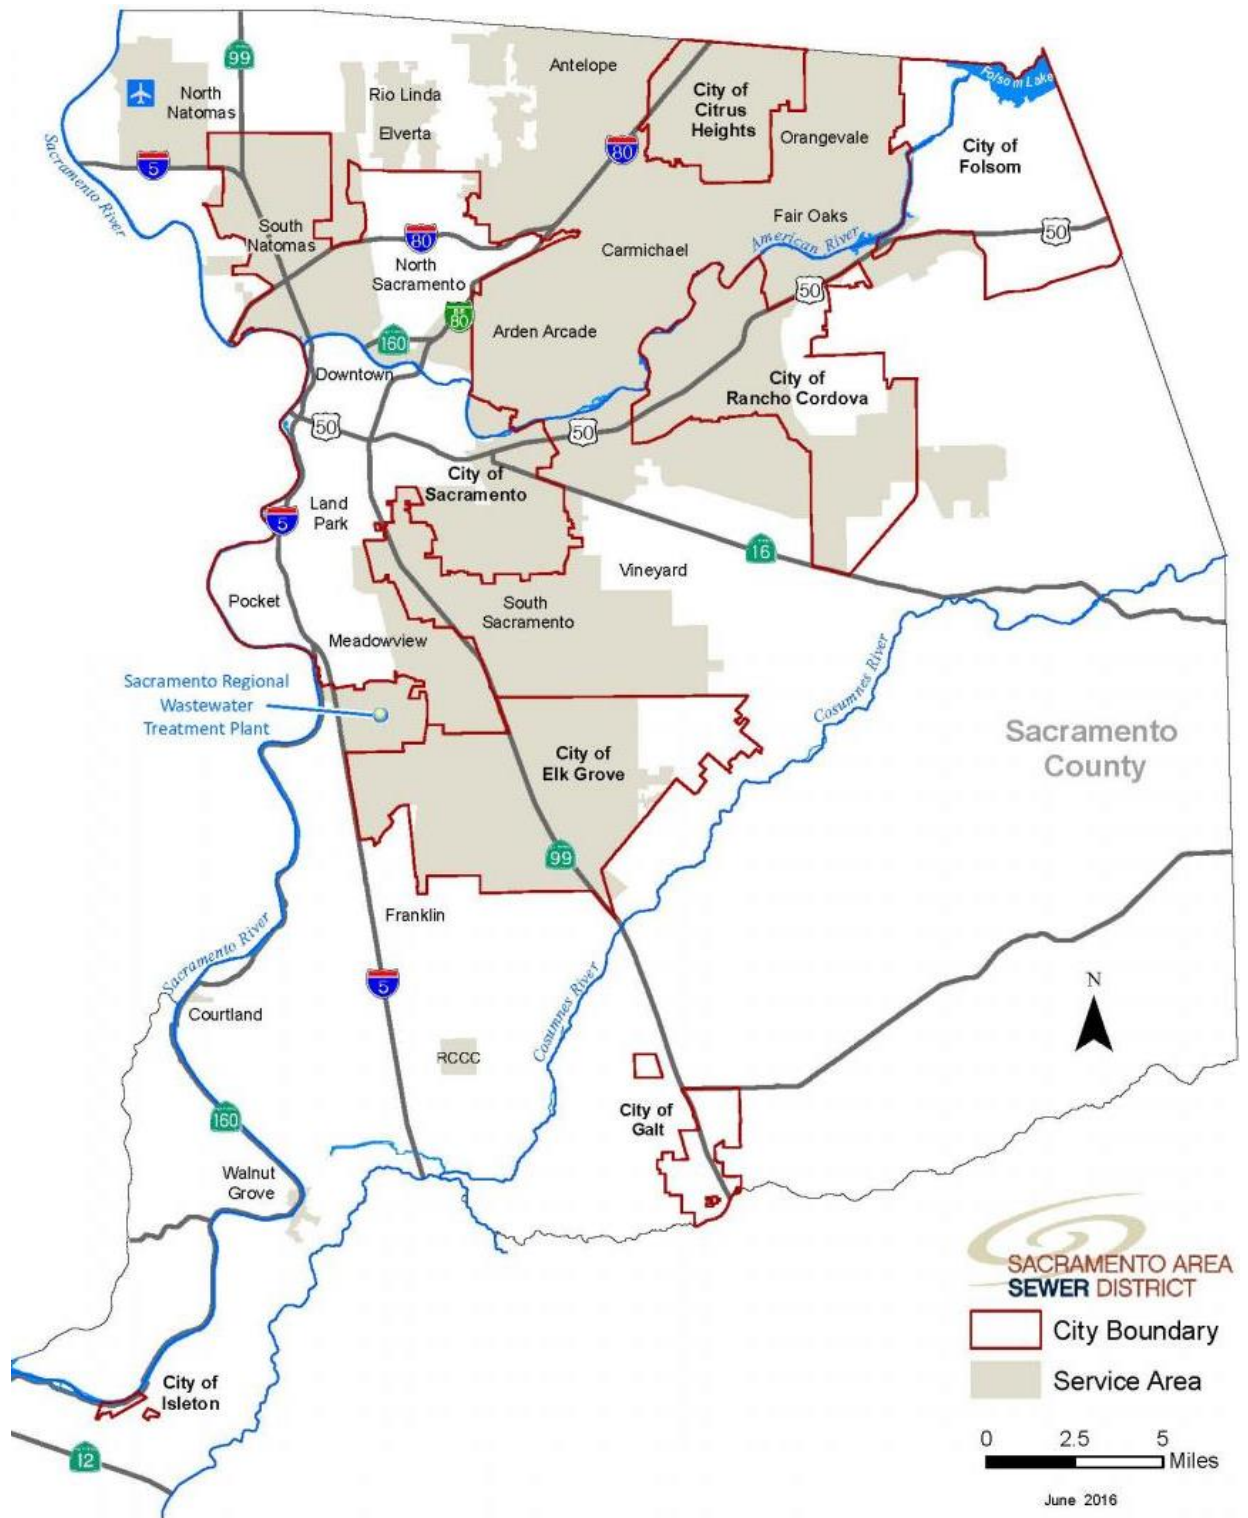 99
Antelope
North
Natomas
Rio Linda
Elverta
City of
Citrus
Heights
Folsom Lake
Orangevale
80
City of
Folsom
5
Sacramento River
South
Natomas
Fair Oaks
American River
50
80
North
Sacramento
Carmichael
50
80
160
Arden Arcade
Downtown
City of
Rancho Cordova
50
50
City of
Sacramento
Land
Park
5
16
Vineyard
Pocket
South
Sacramento
Meadowview
Sacramento Regional
Wastewater
Treatment Plant
Cosumnes River
Sacramento
County
City of
Elk Grove
99
Franklin
Sacramento River
5
Courtland
Cosumnes River
N
RCCC
160
City of
Galt
Walnut
Grove
SACRAMENTO AREA
SEWER DISTRICT
City Boundary
City of
Isleton
Service Area
0 2.5 5
Miles
12
June 2016